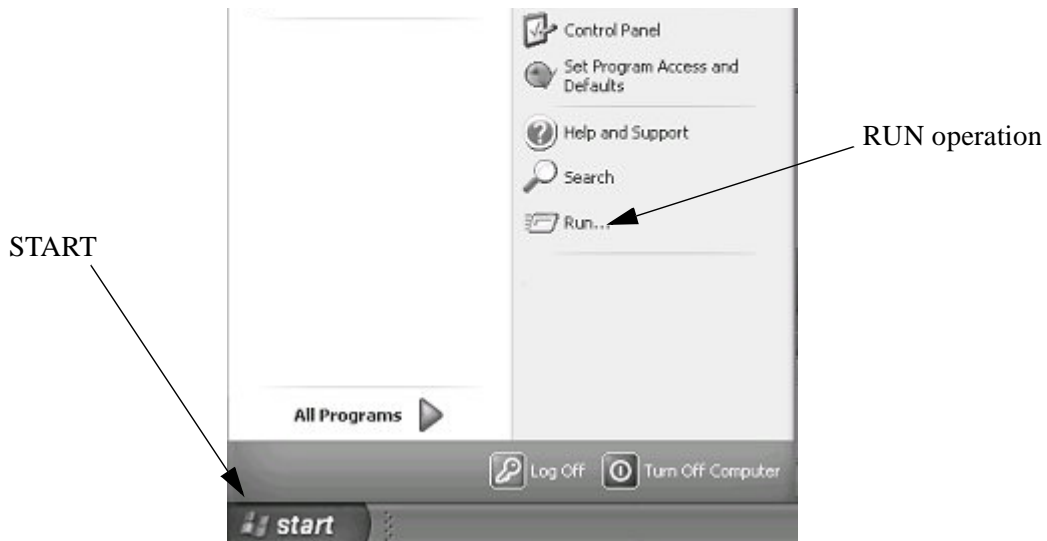 Control Panel
Set Program Access and
Defaults
Help and Support
RUN operation
Search
Run...
START
All Programs
Log Off
Turn Off Computer
start